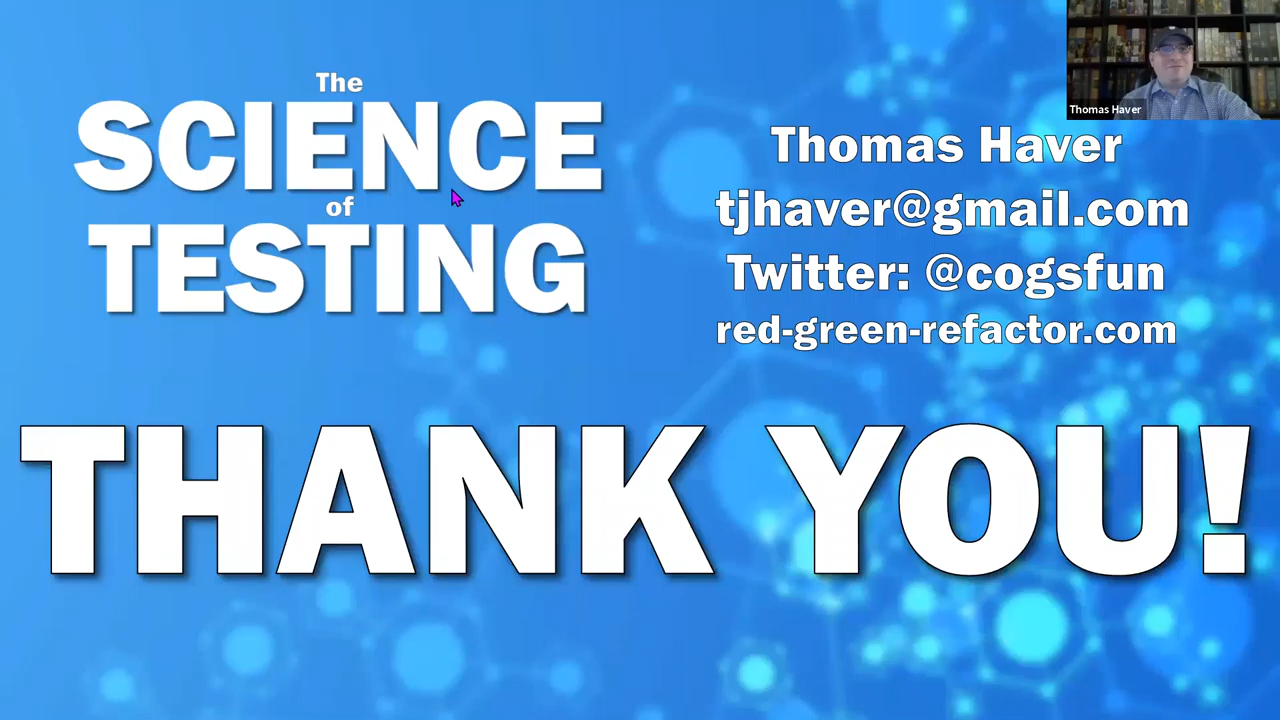 The
SCIENCE
of
TESTING
Thomas Haver
Thomas Haver
tjhaver@gmail.com
Twitter: @cogsfun
red-green-refactor.com
THANK YOU!